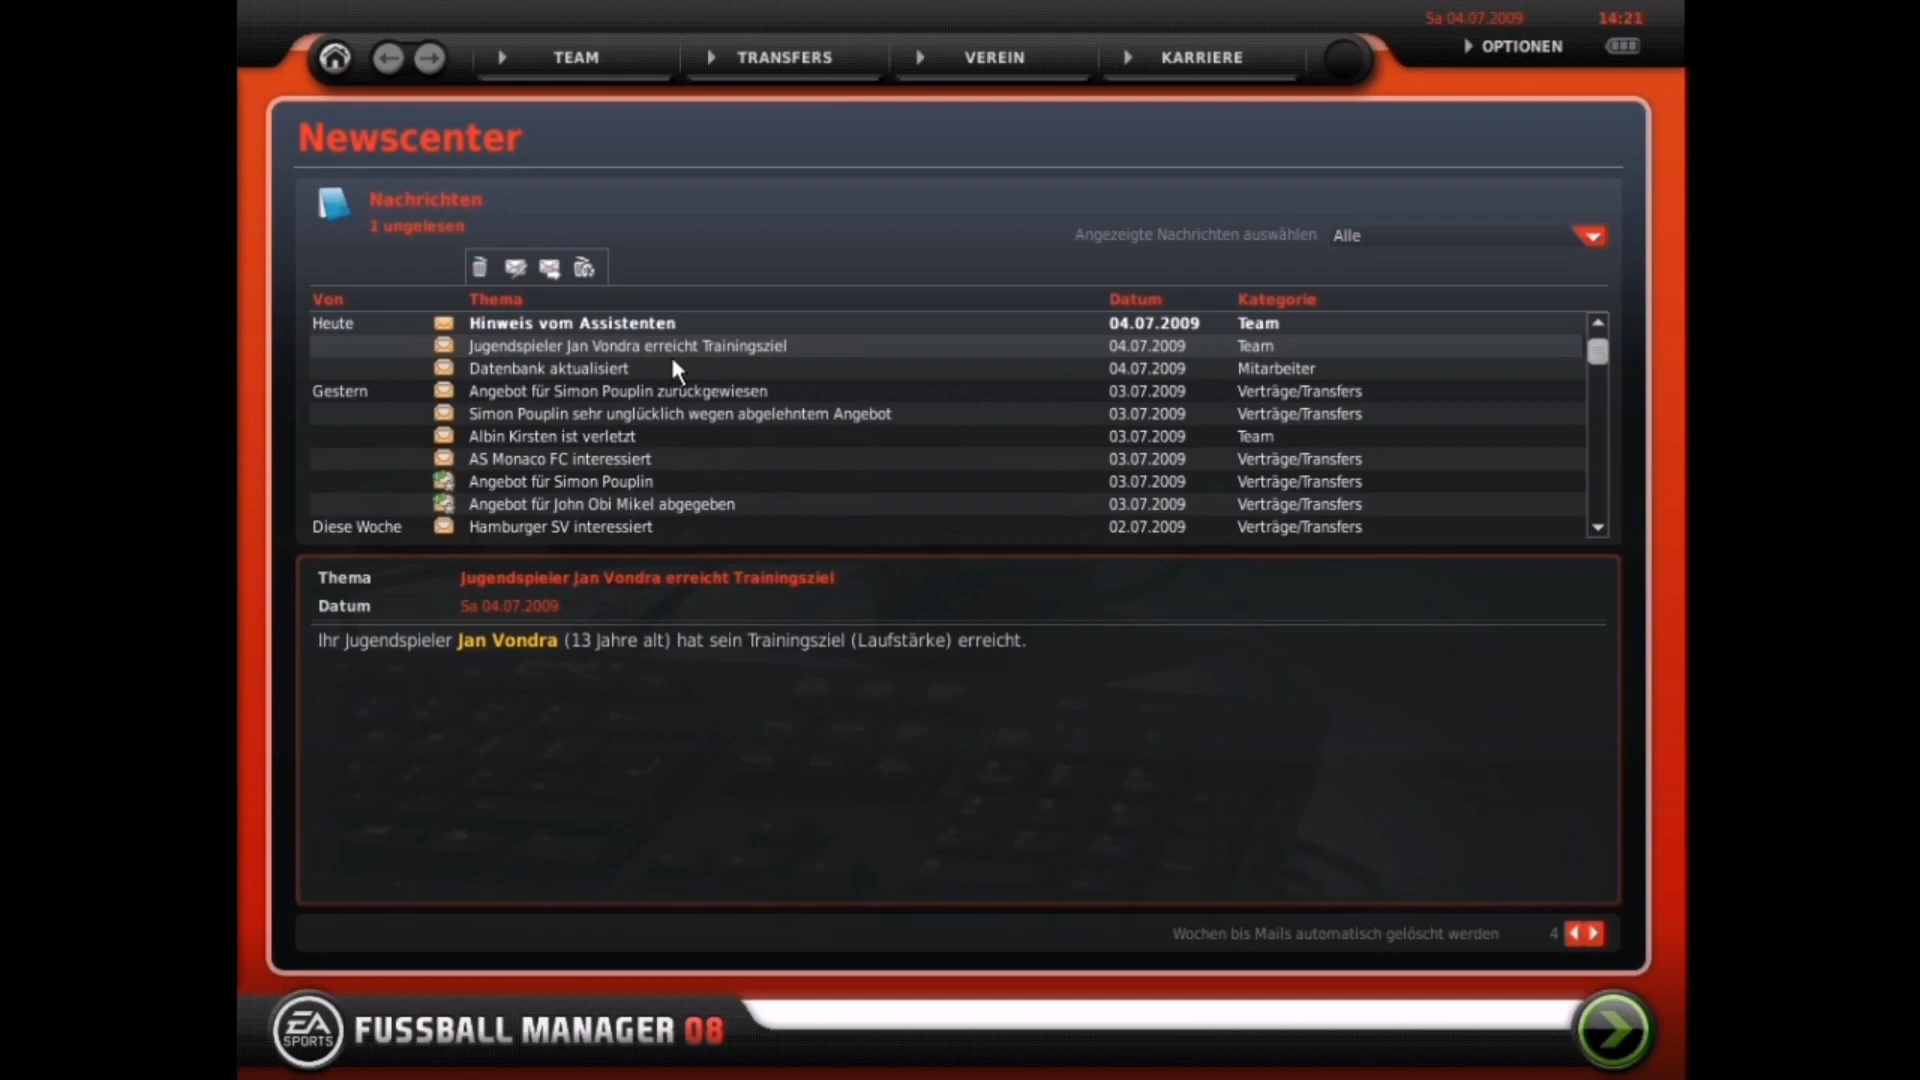 Sa 04.07.2009 14:21
TEAM TRANSFERS VEREIN KARRIERE OPTIONEN
Newscenter
Nachrichten
1 ungelesen
Angezeigte Nachrichten auswählen Alle
Von Thema Datum Kategorie
Heute Hinweis vom Assistenten 04.07.2009 Team
Jugendspieler Jan Vondra erreicht Trainingsziel 04.07.2009 Team
Datenbank aktualisiert 04.07.2009 Mitarbeiter
Gestern Angebot für Simon Pouplin zurückgewiesen 03.07.2009 Verträge/Transfers
Simon Pouplin sehr unglücklich wegen abgelehntem Angebot 03.07.2009 Verträge/Transfers
Albin Kirsten ist verletzt 03.07.2009 Team
AS Monaco FC interessiert 03.07.2009 Verträge/Transfers
Angebot für Simon Pouplin 03.07.2009 Verträge/Transfers
Angebot für John Obi Mikel abgegeben 03.07.2009 Verträge/Transfers
Diese Woche Hamburger SV interessiert 02.07.2009 Verträge/Transfers
Thema Jugendspieler Jan Vondra erreicht Trainingsziel
Datum Sa 04.07.2009
Ihr Jugendspieler Jan Vondra (13 Jahre alt) hat sein Trainingsziel (Laufstärke) erreicht.
Wochen bis Mails automatisch gelöscht werden 4
EA SPORTS FUSSBALL MANAGER 08